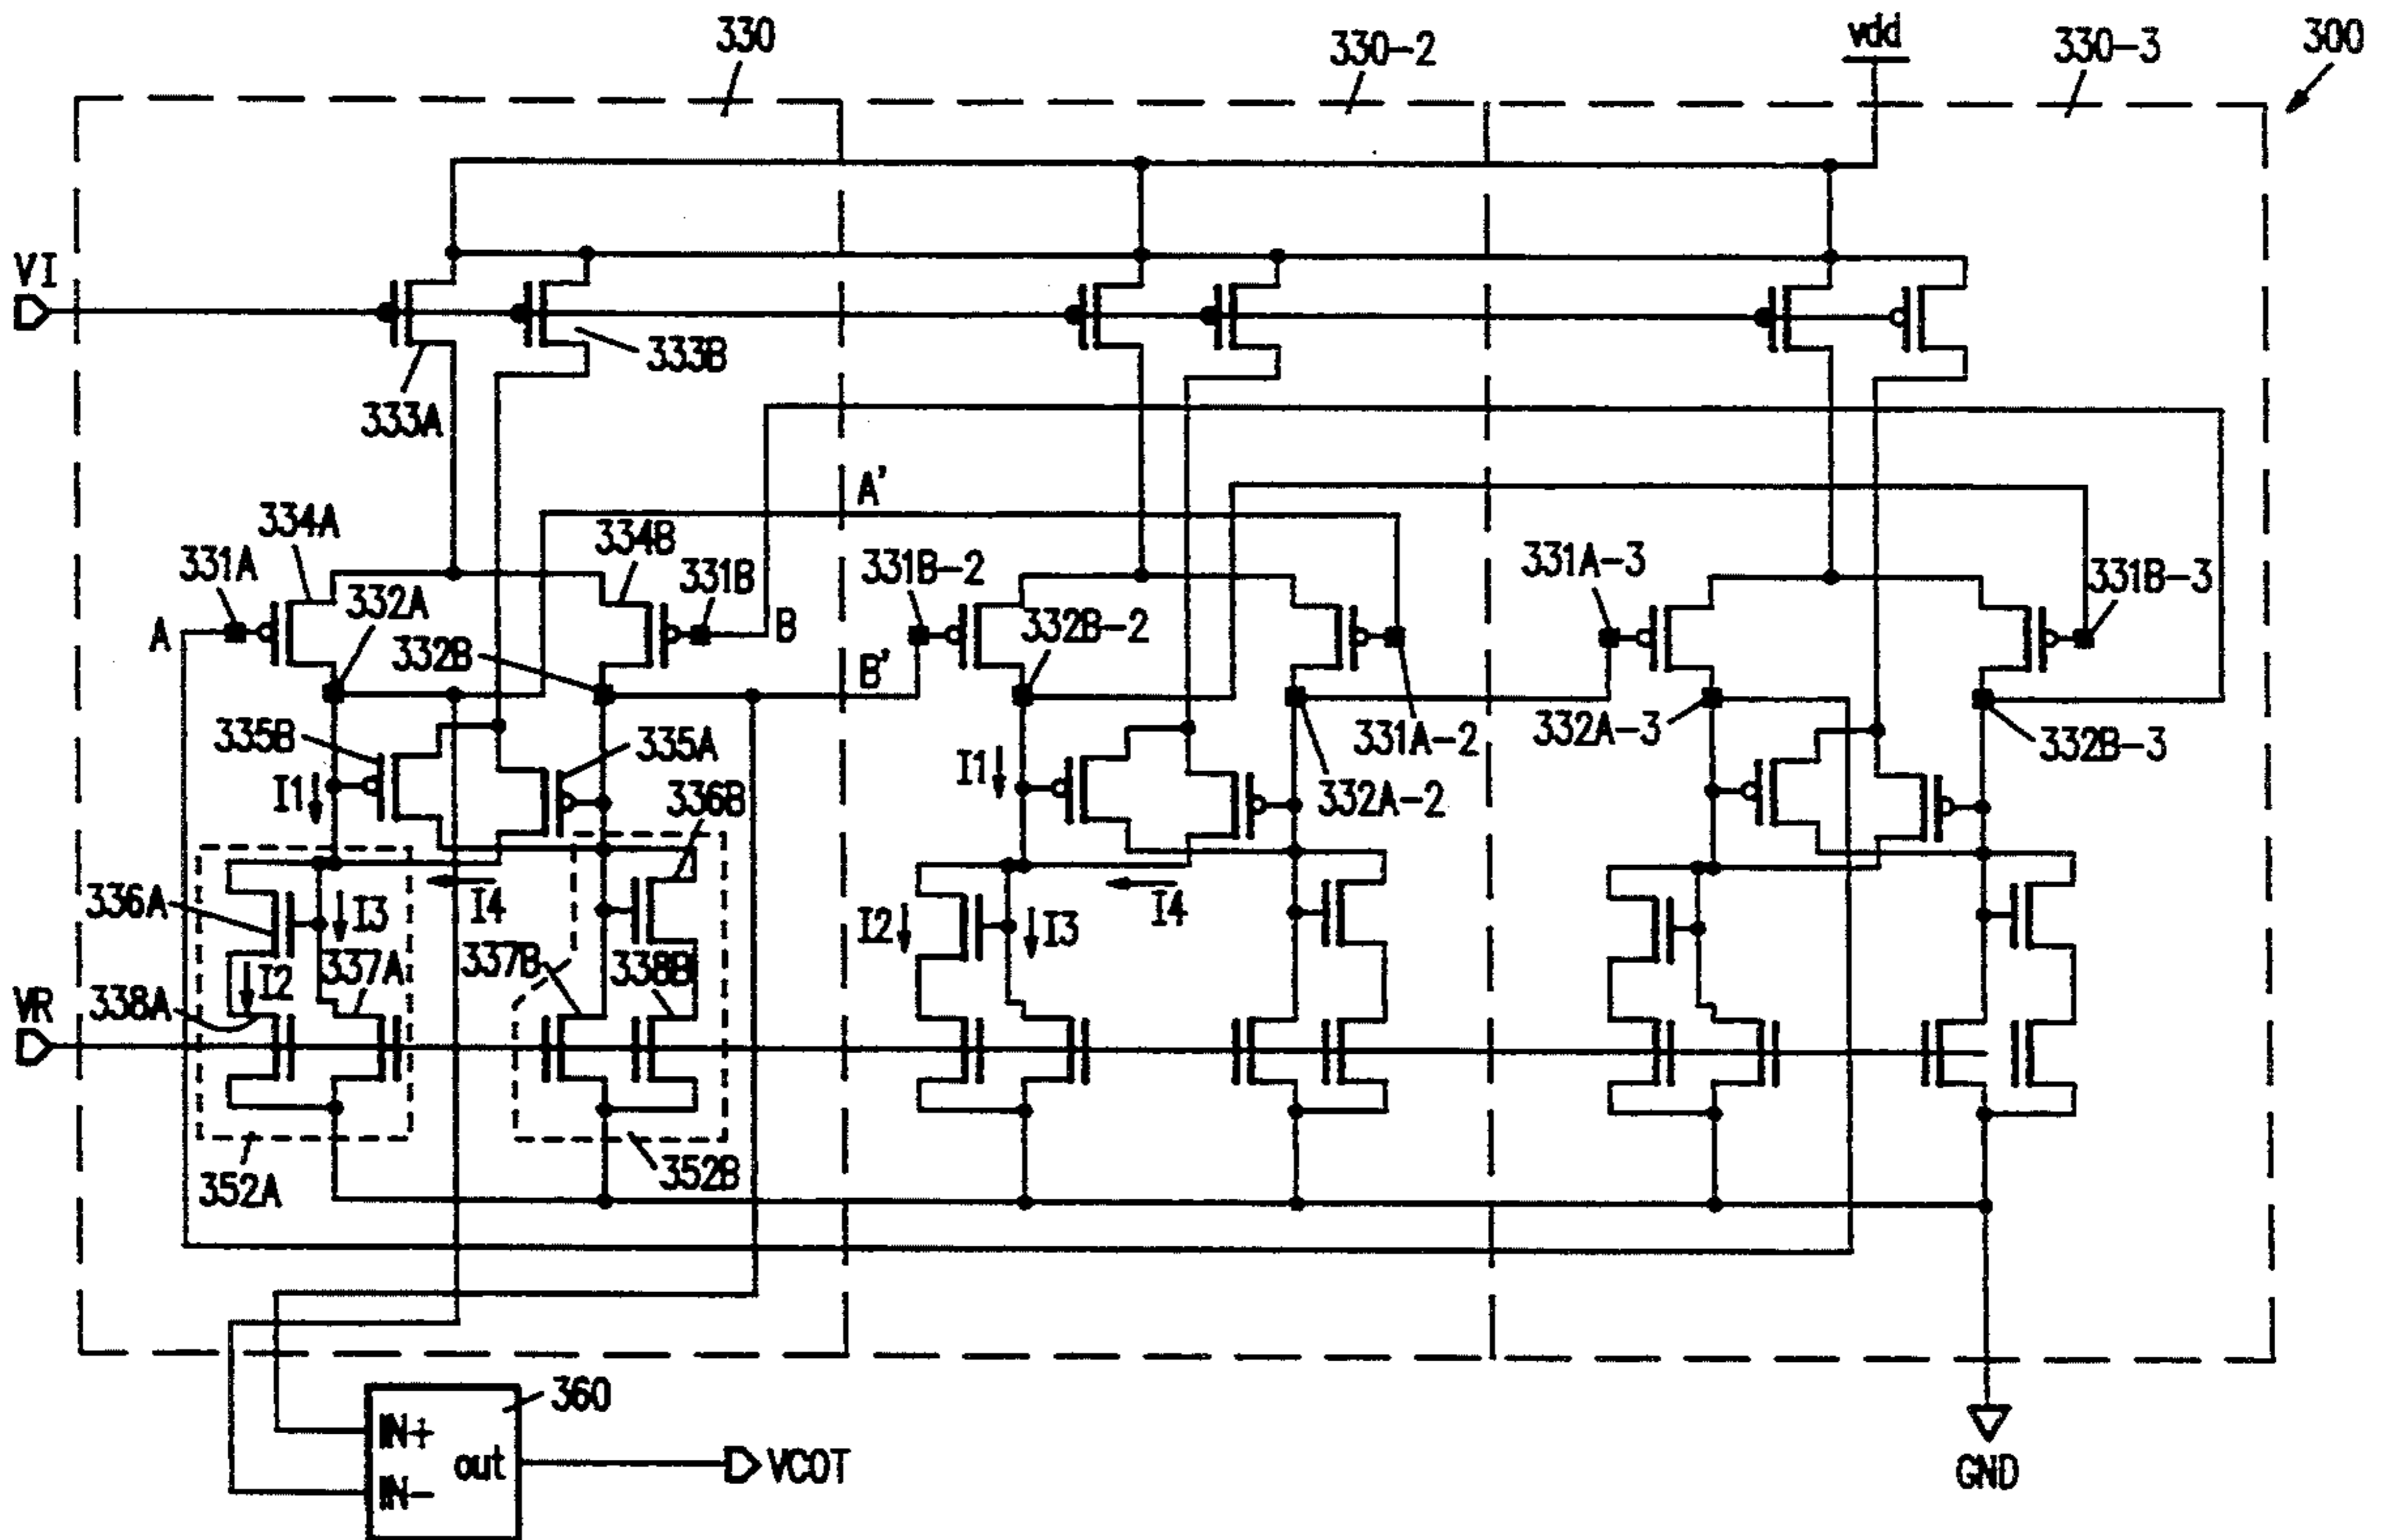 330
330-2
vdd
330-3
300
VI
333B
333A
A'
334A
334B
331A
332A
331B
331B-2
331A-3
331B-3
A
B
332B
332B-2
B'
335B
335A
331A-2
332A-3
332B-3
I1
336B
I1
332A-2
336A
I3
I4
I2
I3
I4
I2
337A
337B
338B
VR
338A
352A
352B
360
IN+
out
VCOT
IN-
GND